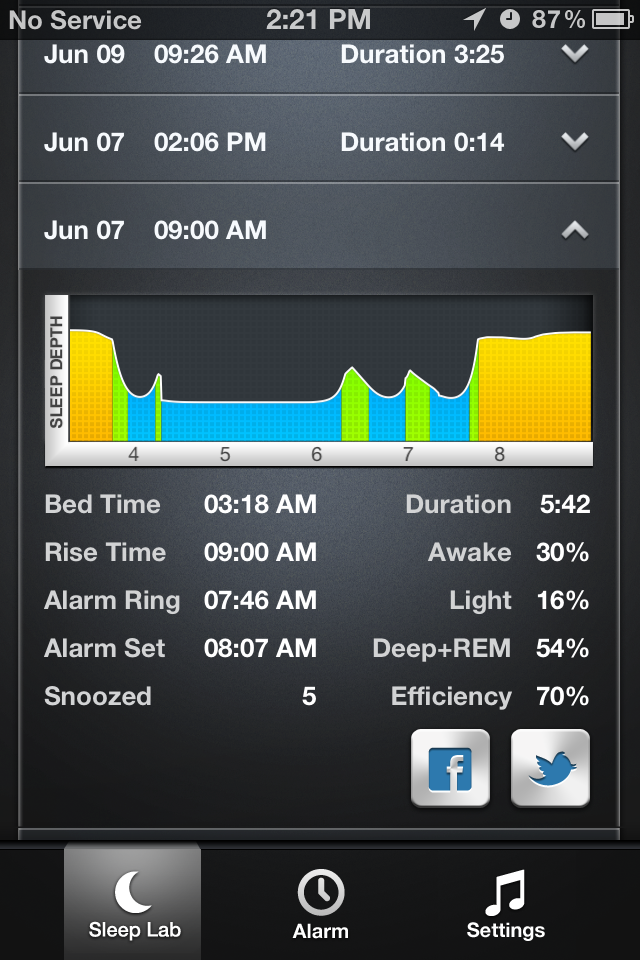 No Service 2:21 PM 87%
Jun 09 09:26 AM Duration 3:25
Jun 07 02:06 PM Duration 0:14
Jun 07 09:00 AM
SLEEP DEPTH
4 5 6 7 8
Bed Time 03:18 AM Duration 5:42
Rise Time 09:00 AM Awake 30%
Alarm Ring 07:46 AM Light 16%
Alarm Set 08:07 AM Deep+REM 54%
Snoozed 5 Efficiency 70%
Sleep Lab Alarm Settings